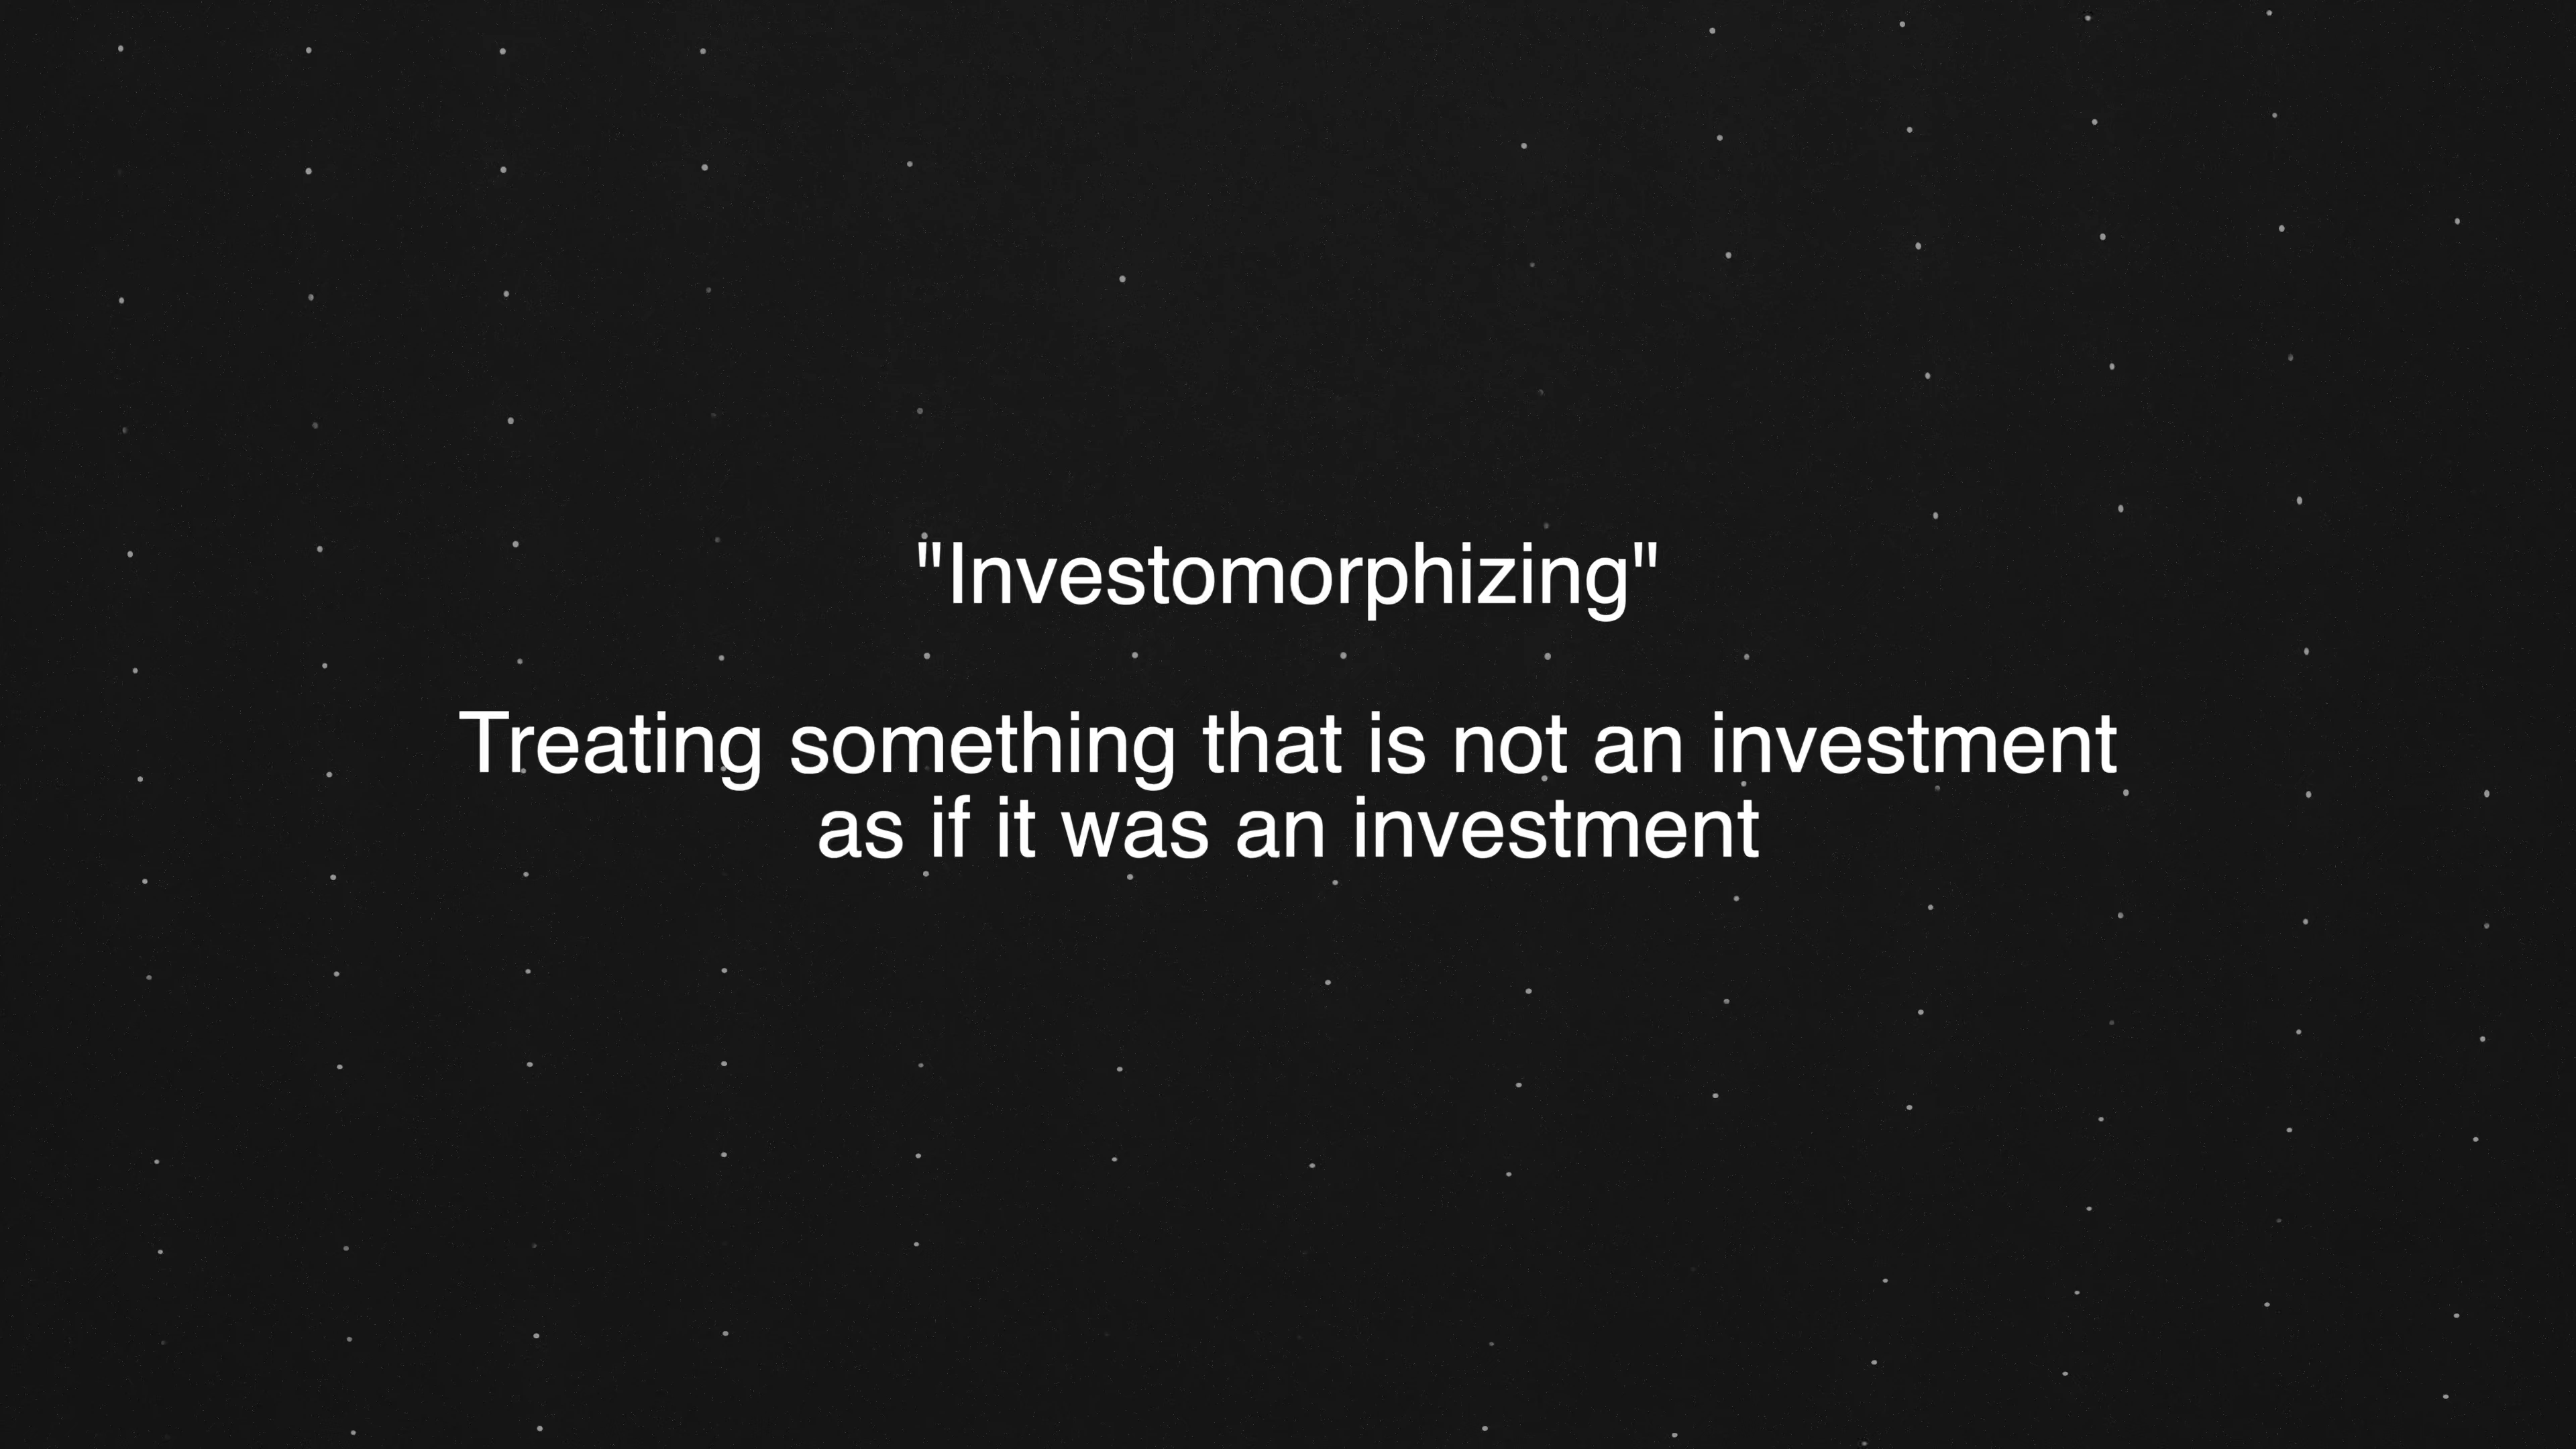 "Investomorphizing"
Treating something that is not an investment
as if it was an investment